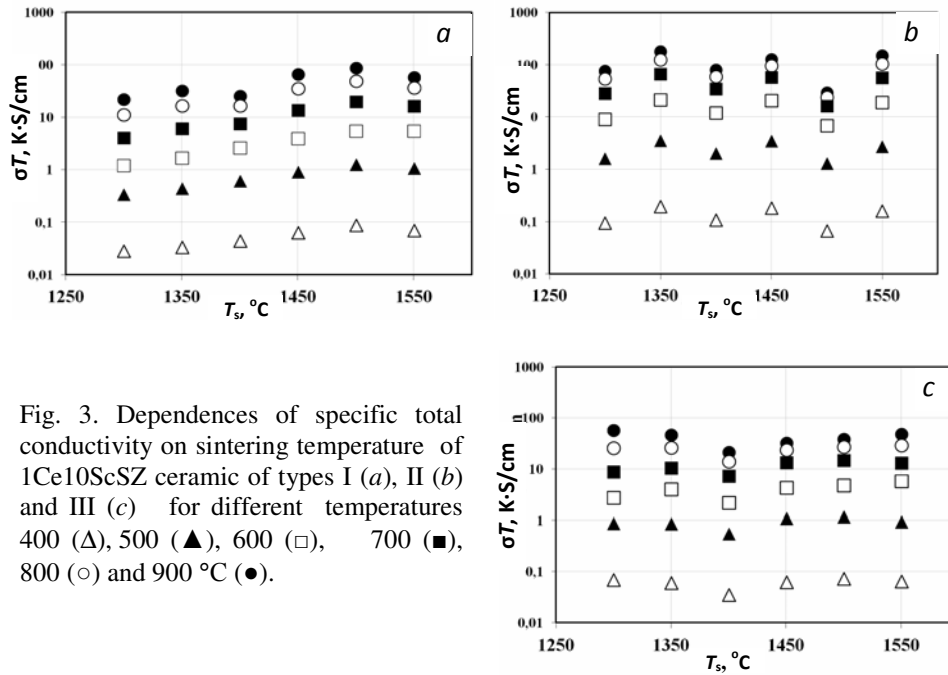 1000
00
10
1
0,1
0,01
σT, K·S/cm
a
1250
1350
1450
1550
Ts, °C
1000
100
0
1
0,1
0,01
σT, K·S/cm
b
1250
1350
1450
1550
Ts, °C
Fig. 3. Dependences of specific total
conductivity on sintering temperature of
1Ce10ScSZ ceramic of types I (a), II (b)
and III (c) for different temperatures
400 (Δ), 500 (▲), 600 (□), 700 (■),
800 (○) and 900 °C (●).
1000
100
10
1
0,1
0,01
σT, K·S/cm
c
1250
1350
1450
1550
Ts, °C